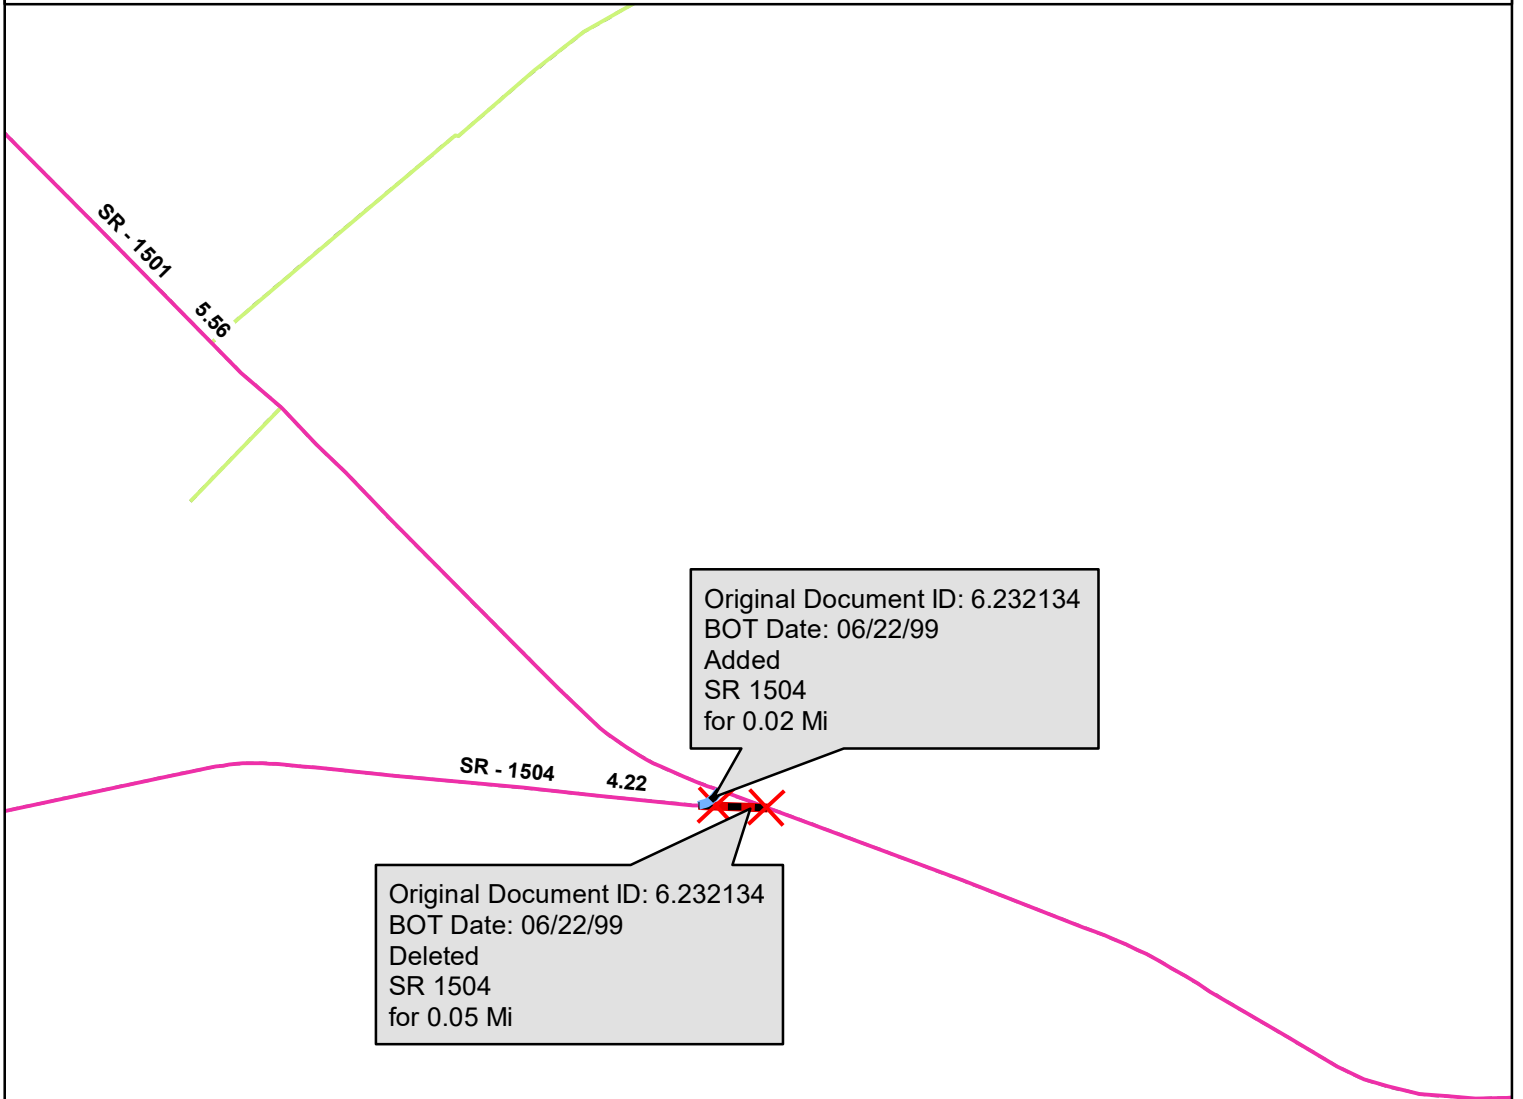 SR - 1501
5.56
Original Document ID: 6.232134
BOT Date: 06/22/99
Added
SR 1504
for 0.02 Mi
SR - 1504
4.22
Original Document ID: 6.232134
BOT Date: 06/22/99
Deleted
SR 1504
for 0.05 Mi